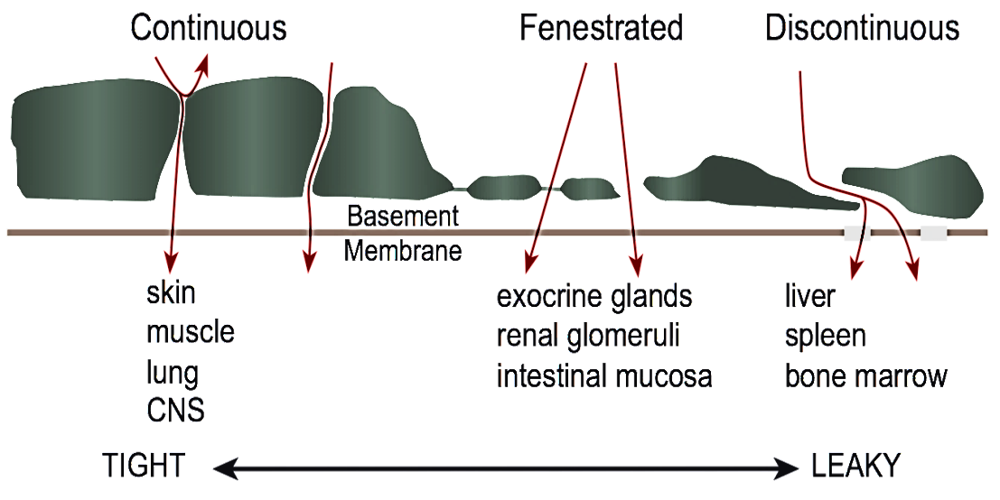 Continuous
Fenestrated
Discontinuous
Basement
Membrane
skin
muscle
lung
CNS
exocrine glands
renal glomeruli
intestinal mucosa
liver
spleen
bone marrow
TIGHT
LEAKY